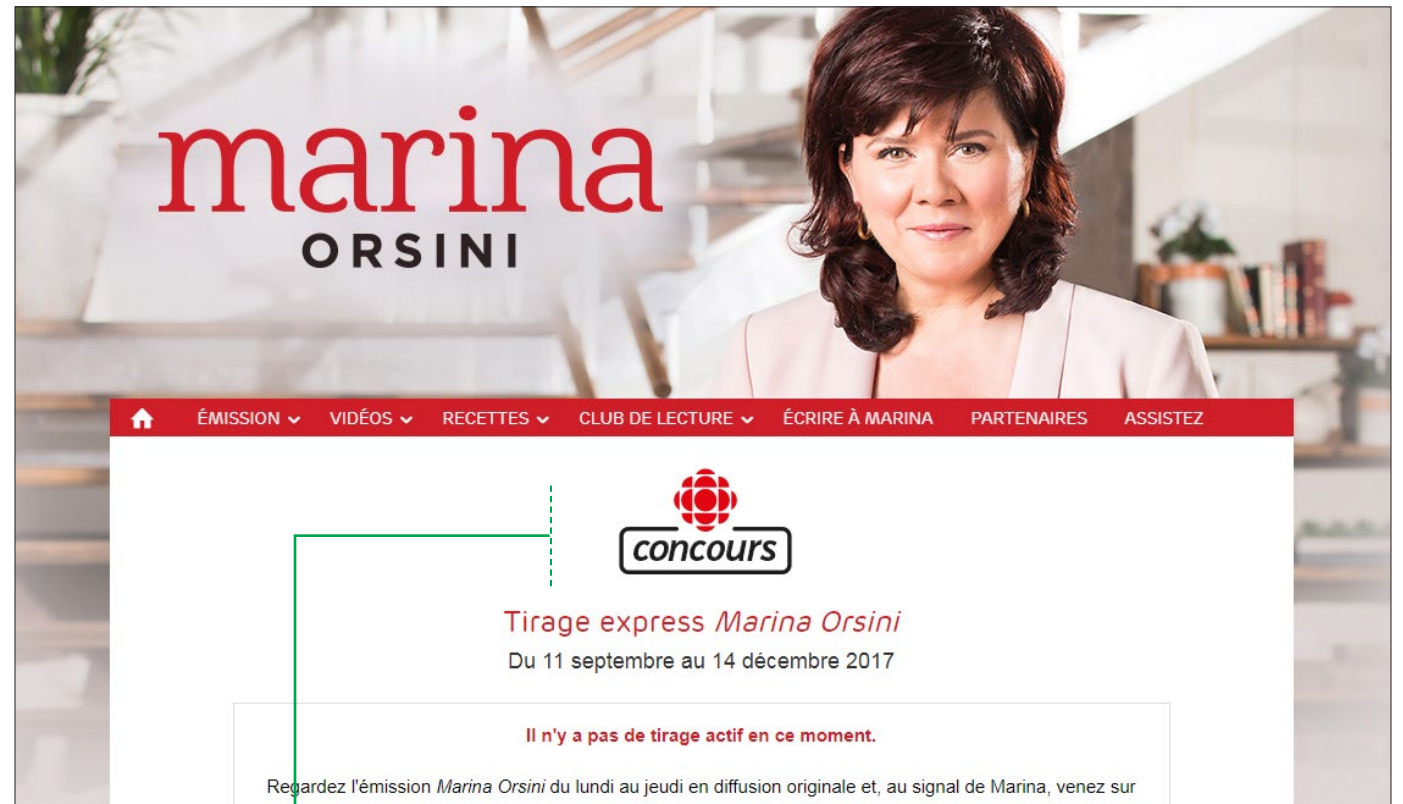 marina
ORSINI
ÉMISSION VIDÉOS RECETTES CLUB DE LECTURE ÉCRIRE À MARINA PARTENAIRES ASSISTEZ
concours
Tirage express Marina Orsini
Du 11 septembre au 14 décembre 2017
Il n'y a pas de tirage actif en ce moment.
Regardez l'émission Marina Orsini du lundi au jeudi en diffusion originale et, au signal de Marina, venez sur